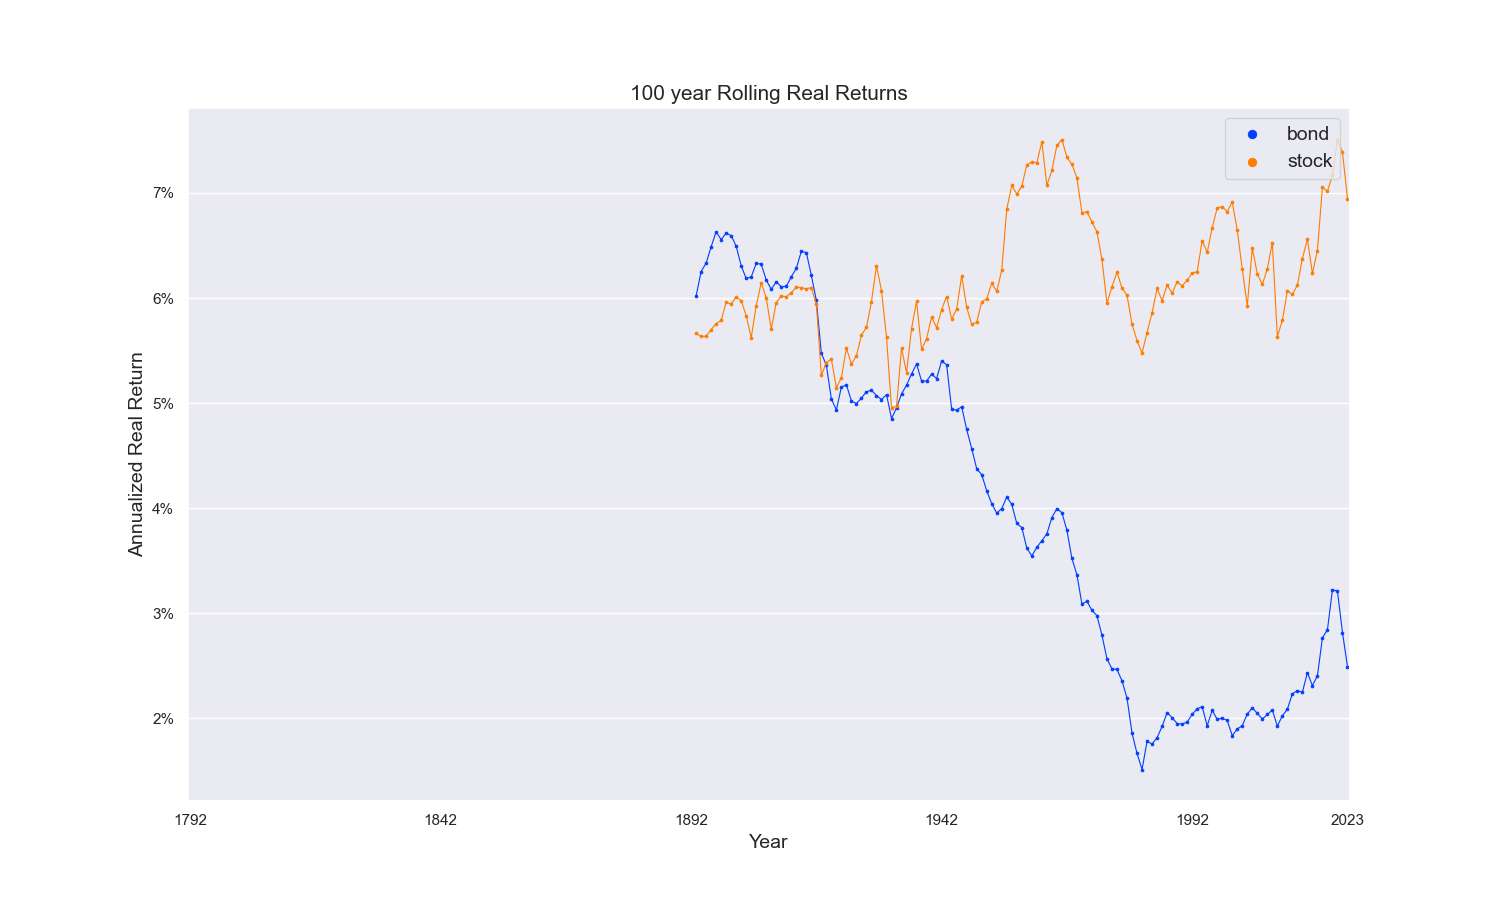 100 year Rolling Real Returns
bond
stock
7%
6%
5%
4%
3%
2%
Annualized Real Return
1792
1842
1892
1942
1992
2023
Year